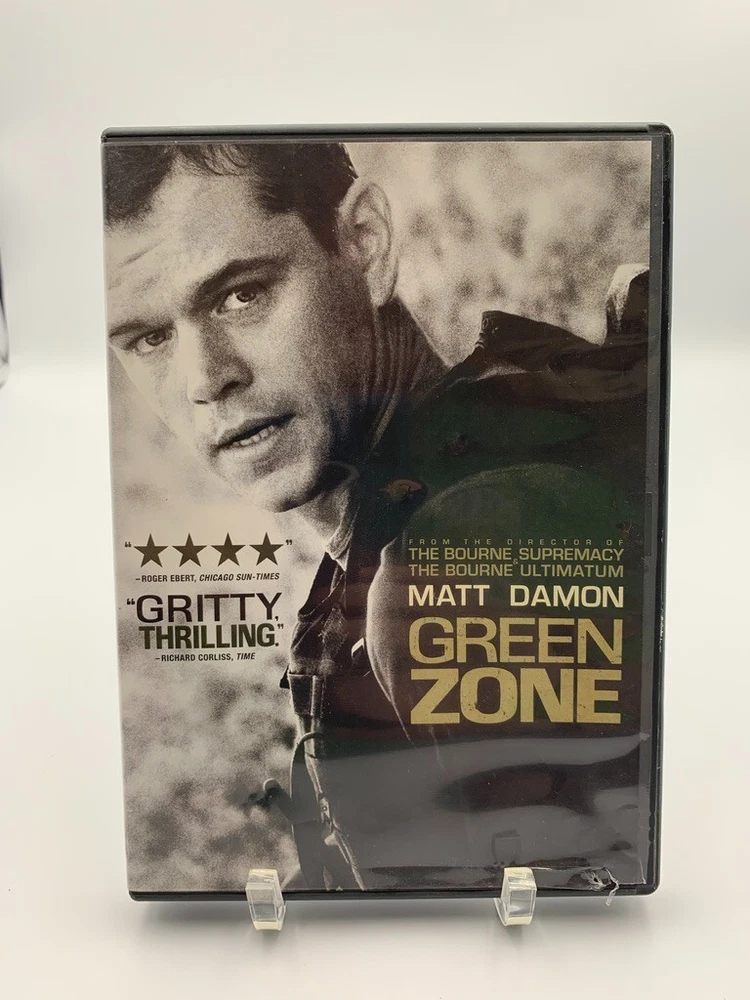 “★★★★”
–ROGER EBERT, CHICAGO SUN-TIMES
“GRITTY,
THRILLING.”
–RICHARD CORLISS, TIME
FROM THE DIRECTOR OF
THE BOURNE SUPREMACY
&
THE BOURNE ULTIMATUM
MATT DAMON
GREEN
ZONE